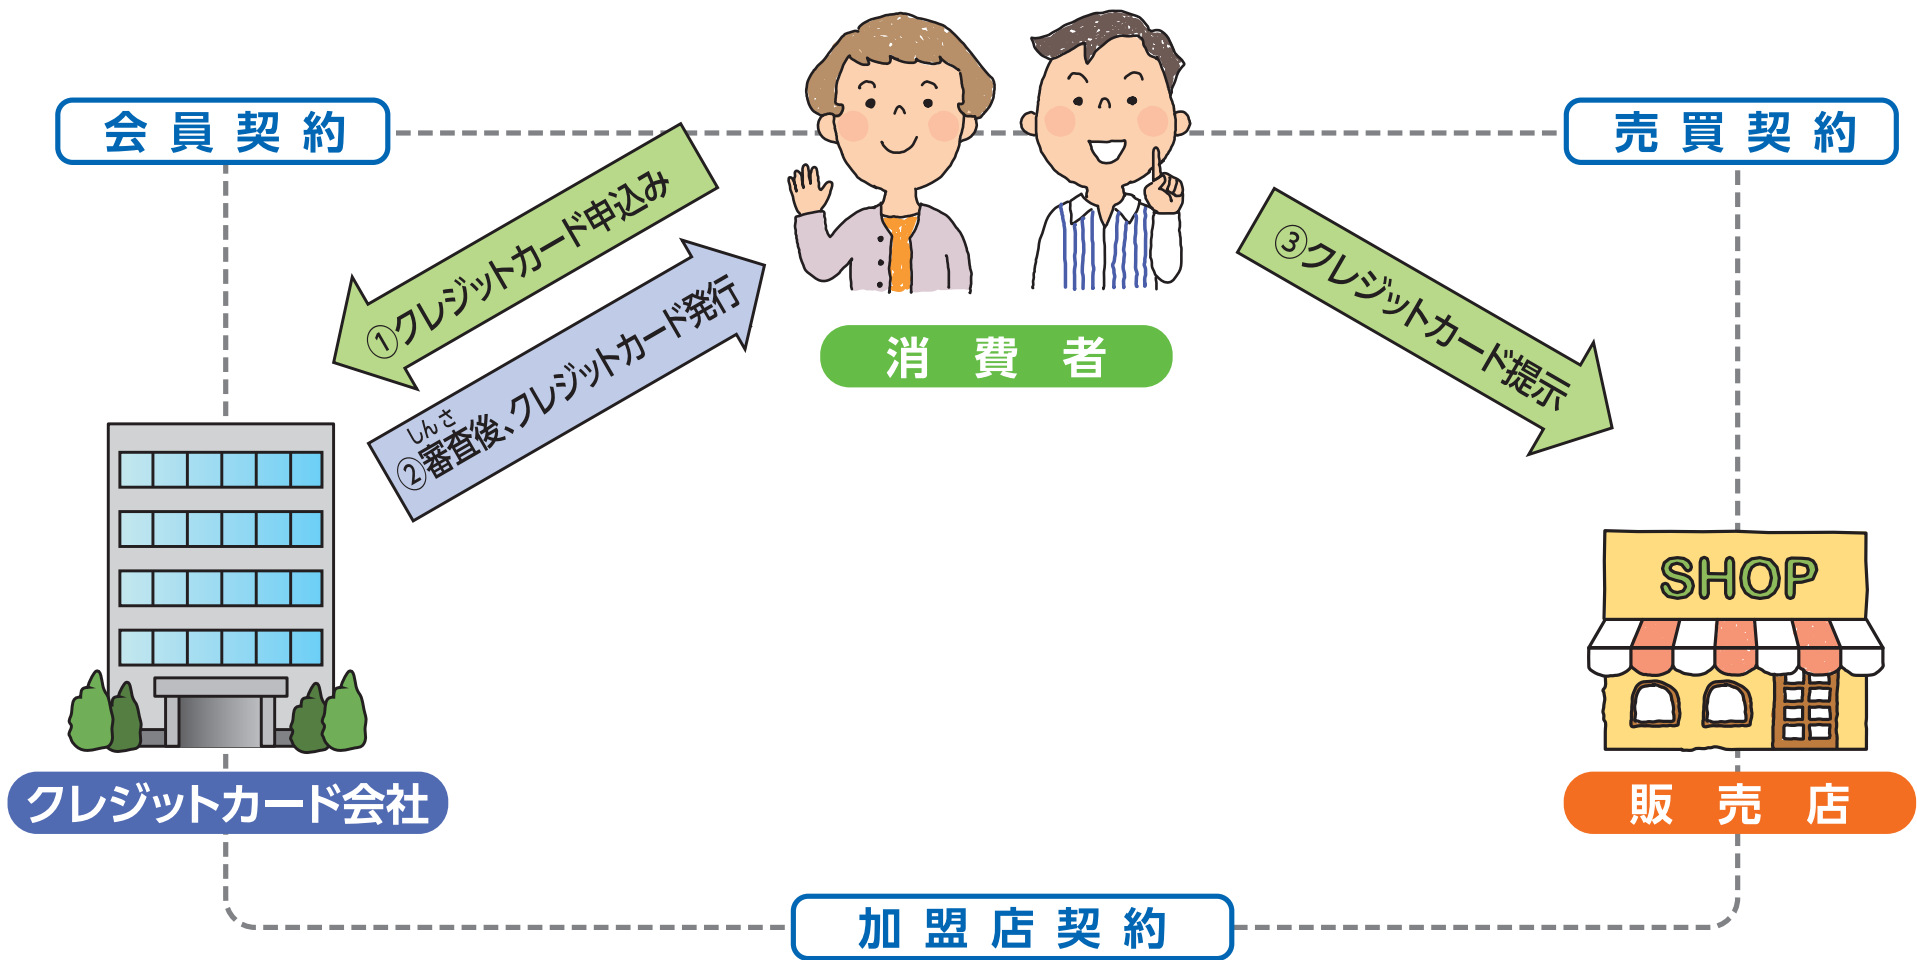 会員契約
売買契約
①クレジットカード申込み
しんさ
②審査後、クレジットカード発行
③クレジットカード提示
消費者
SHOP
クレジットカード会社
販売店
加盟店契約